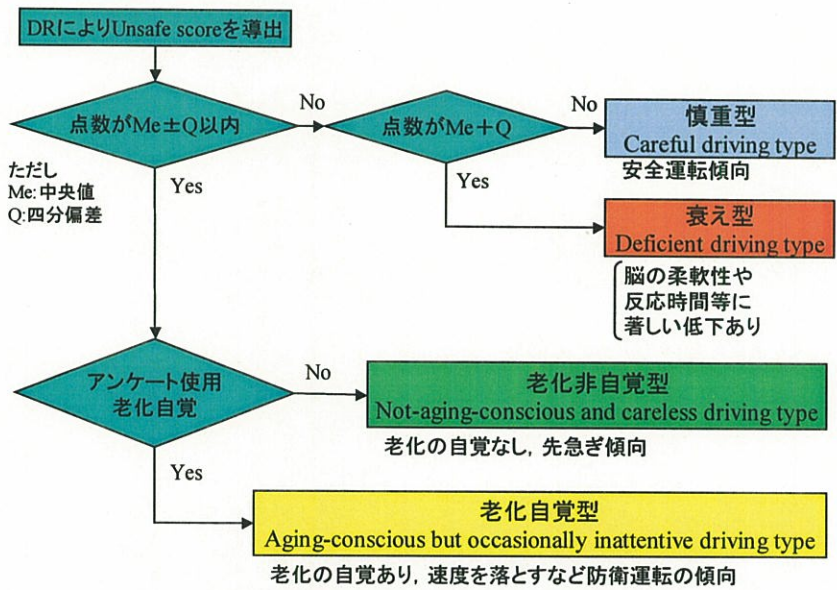 DRによりUnsafe scoreを導出
点数がMe±Q以内
No
点数がMe+Q
No
慎重型
Careful driving type
安全運転傾向
ただし
Me:中央値
Q:四分偏差
Yes
Yes
衰え型
Deficient driving type
脳の柔軟性や
反応時間等に
著しい低下あり
アンケート使用
老化自覚
No
老化非自覚型
Not-aging-conscious and careless driving type
老化の自覚なし，先急ぎ傾向
Yes
老化自覚型
Aging-conscious but occasionally inattentive driving type
老化の自覚あり，速度を落とすなど防衛運転の傾向